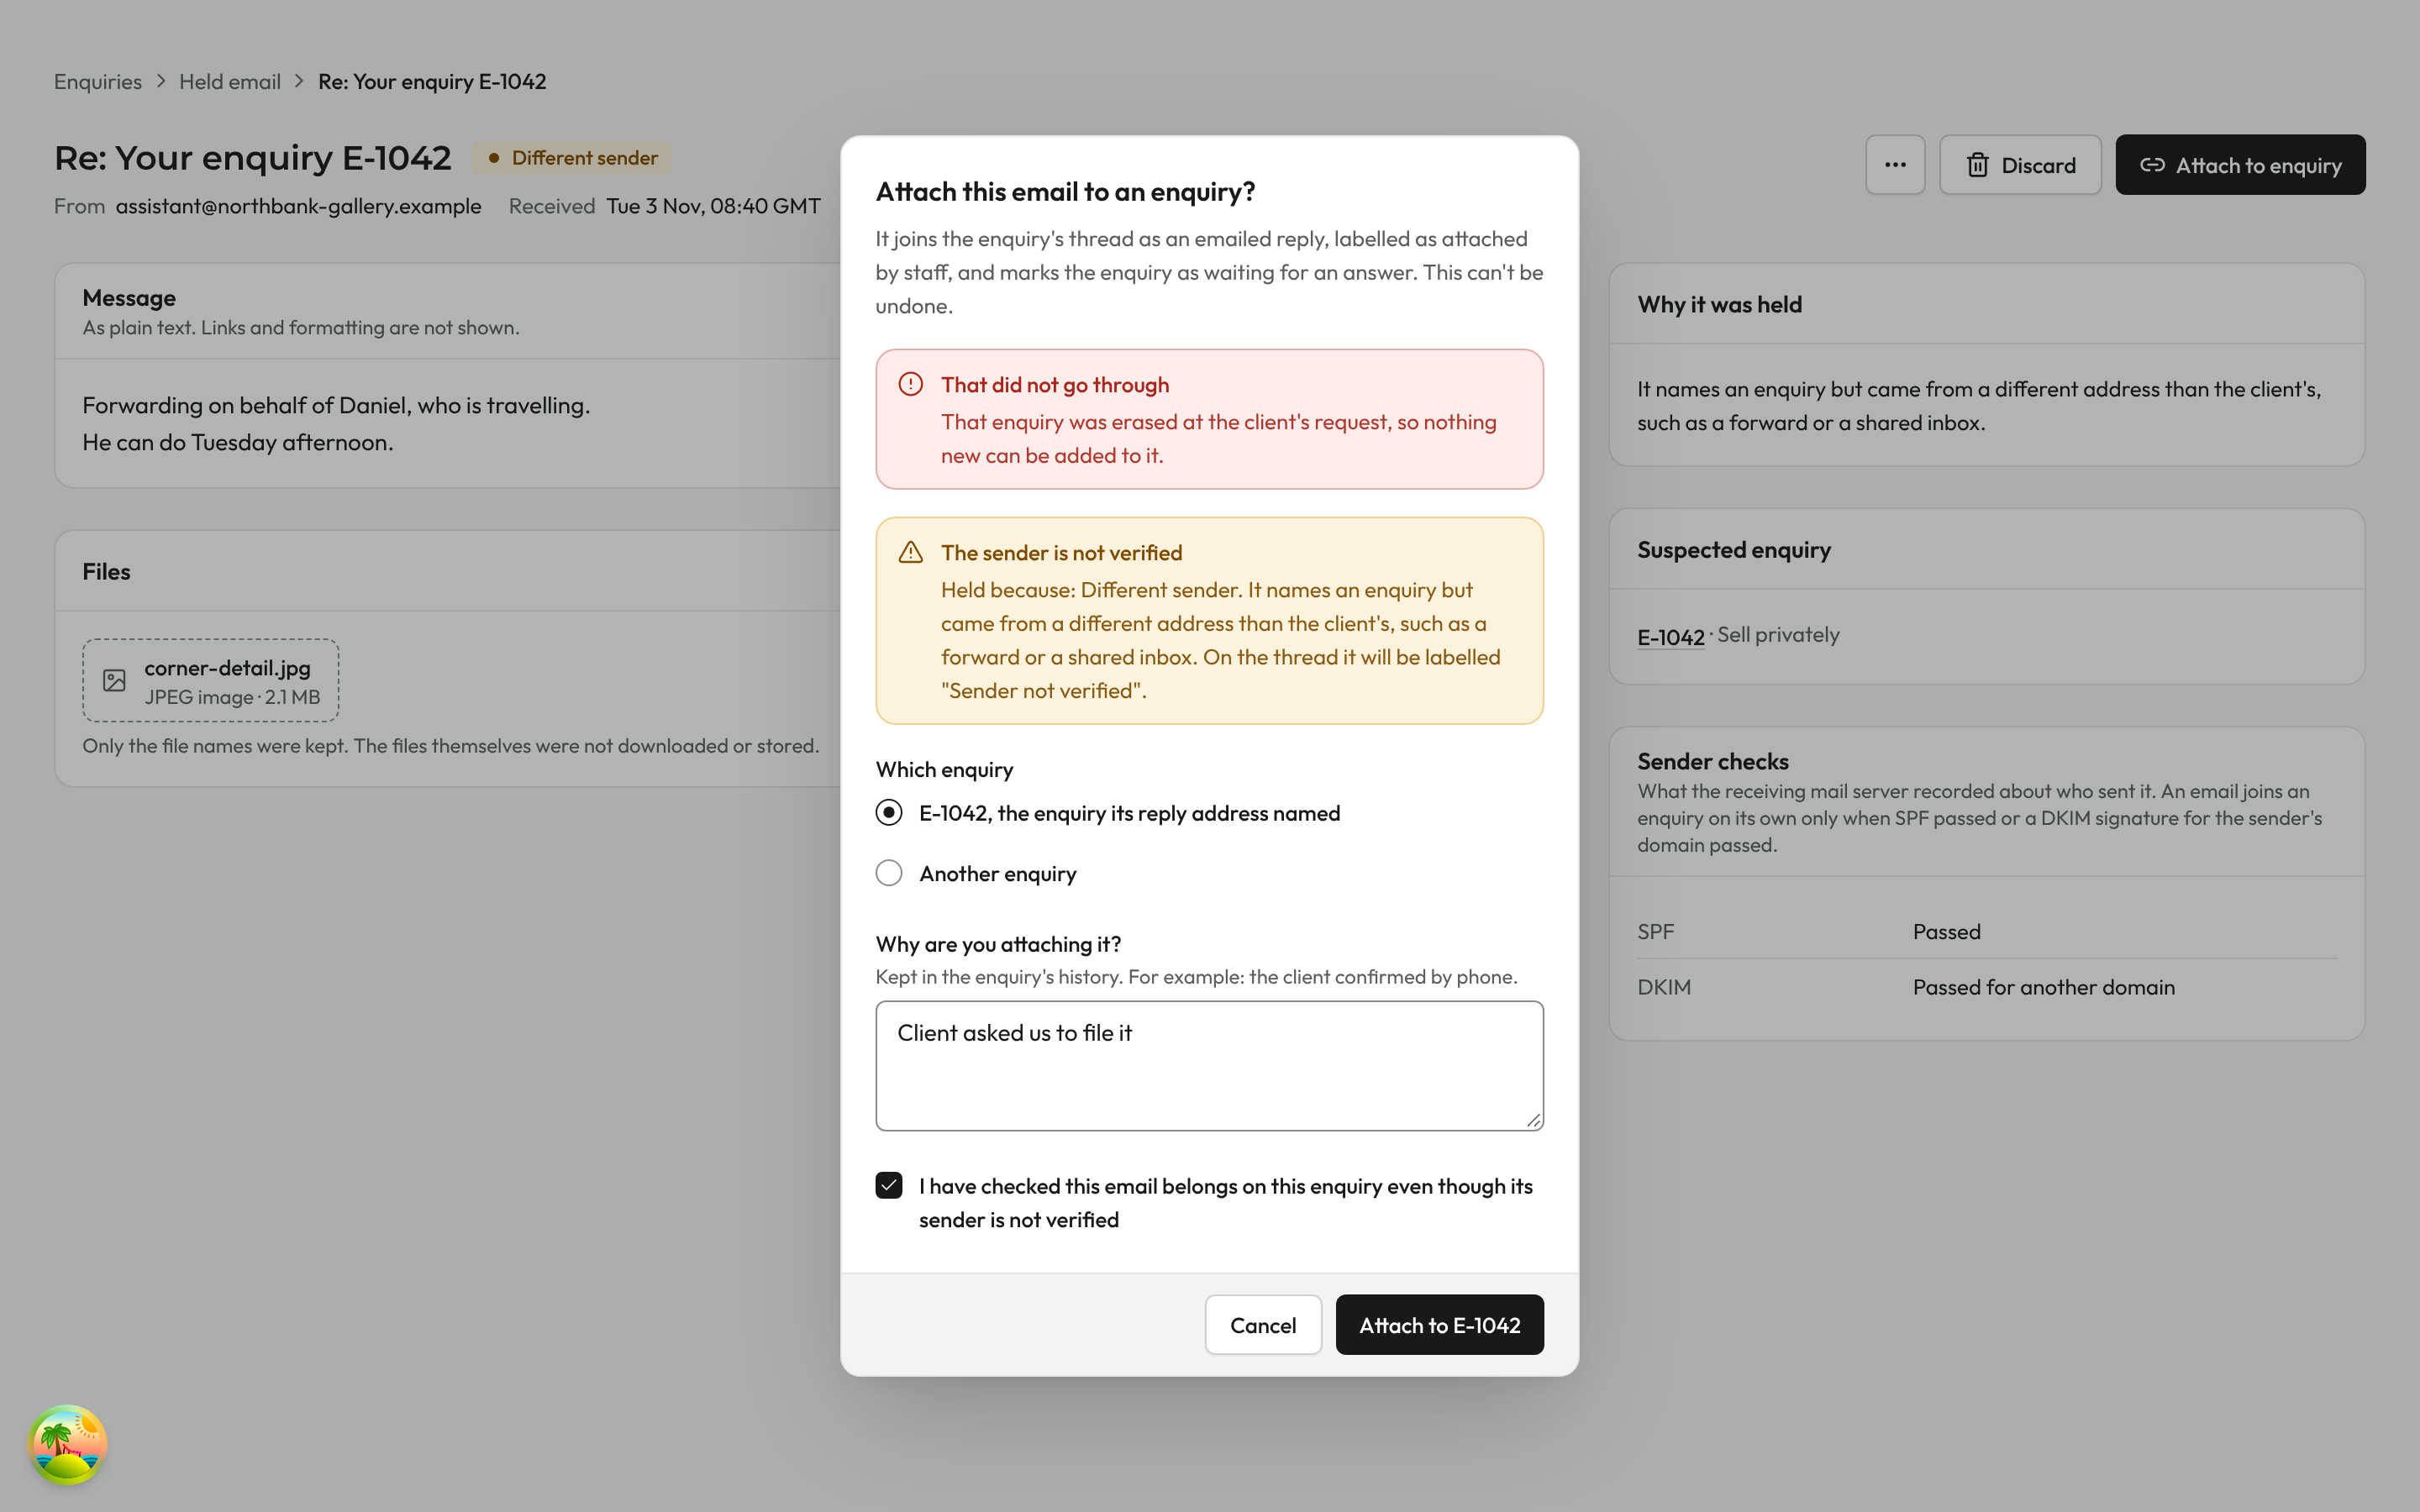 Enquiries > Held email > Re: Your enquiry E-1042
Re: Your enquiry E-1042
Different sender
From assistant@northbank-gallery.example Received Tue 3 Nov, 08:40 GMT
Discard
Attach to enquiry
Message
As plain text. Links and formatting are not shown.
Forwarding on behalf of Daniel, who is travelling.
He can do Tuesday afternoon.
Files
corner-detail.jpg
JPEG image · 2.1 MB
Only the file names were kept. The files themselves were not downloaded or stored.
Attach this email to an enquiry?
It joins the enquiry's thread as an emailed reply, labelled as attached
by staff, and marks the enquiry as waiting for an answer. This can't be
undone.
That did not go through
That enquiry was erased at the client's request, so nothing
new can be added to it.
The sender is not verified
Held because: Different sender. It names an enquiry but
came from a different address than the client's, such as a
forward or a shared inbox. On the thread it will be labelled
"Sender not verified".
Which enquiry
E-1042, the enquiry its reply address named
Another enquiry
Why are you attaching it?
Kept in the enquiry's history. For example: the client confirmed by phone.
Client asked us to file it
I have checked this email belongs on this enquiry even though its
sender is not verified
Cancel
Attach to E-1042
Why it was held
It names an enquiry but came from a different address than the client's,
such as a forward or a shared inbox.
Suspected enquiry
E-1042 · Sell privately
Sender checks
What the receiving mail server recorded about who sent it. An email joins an
enquiry on its own only when SPF passed or a DKIM signature for the sender's
domain passed.
SPF Passed
DKIM Passed for another domain